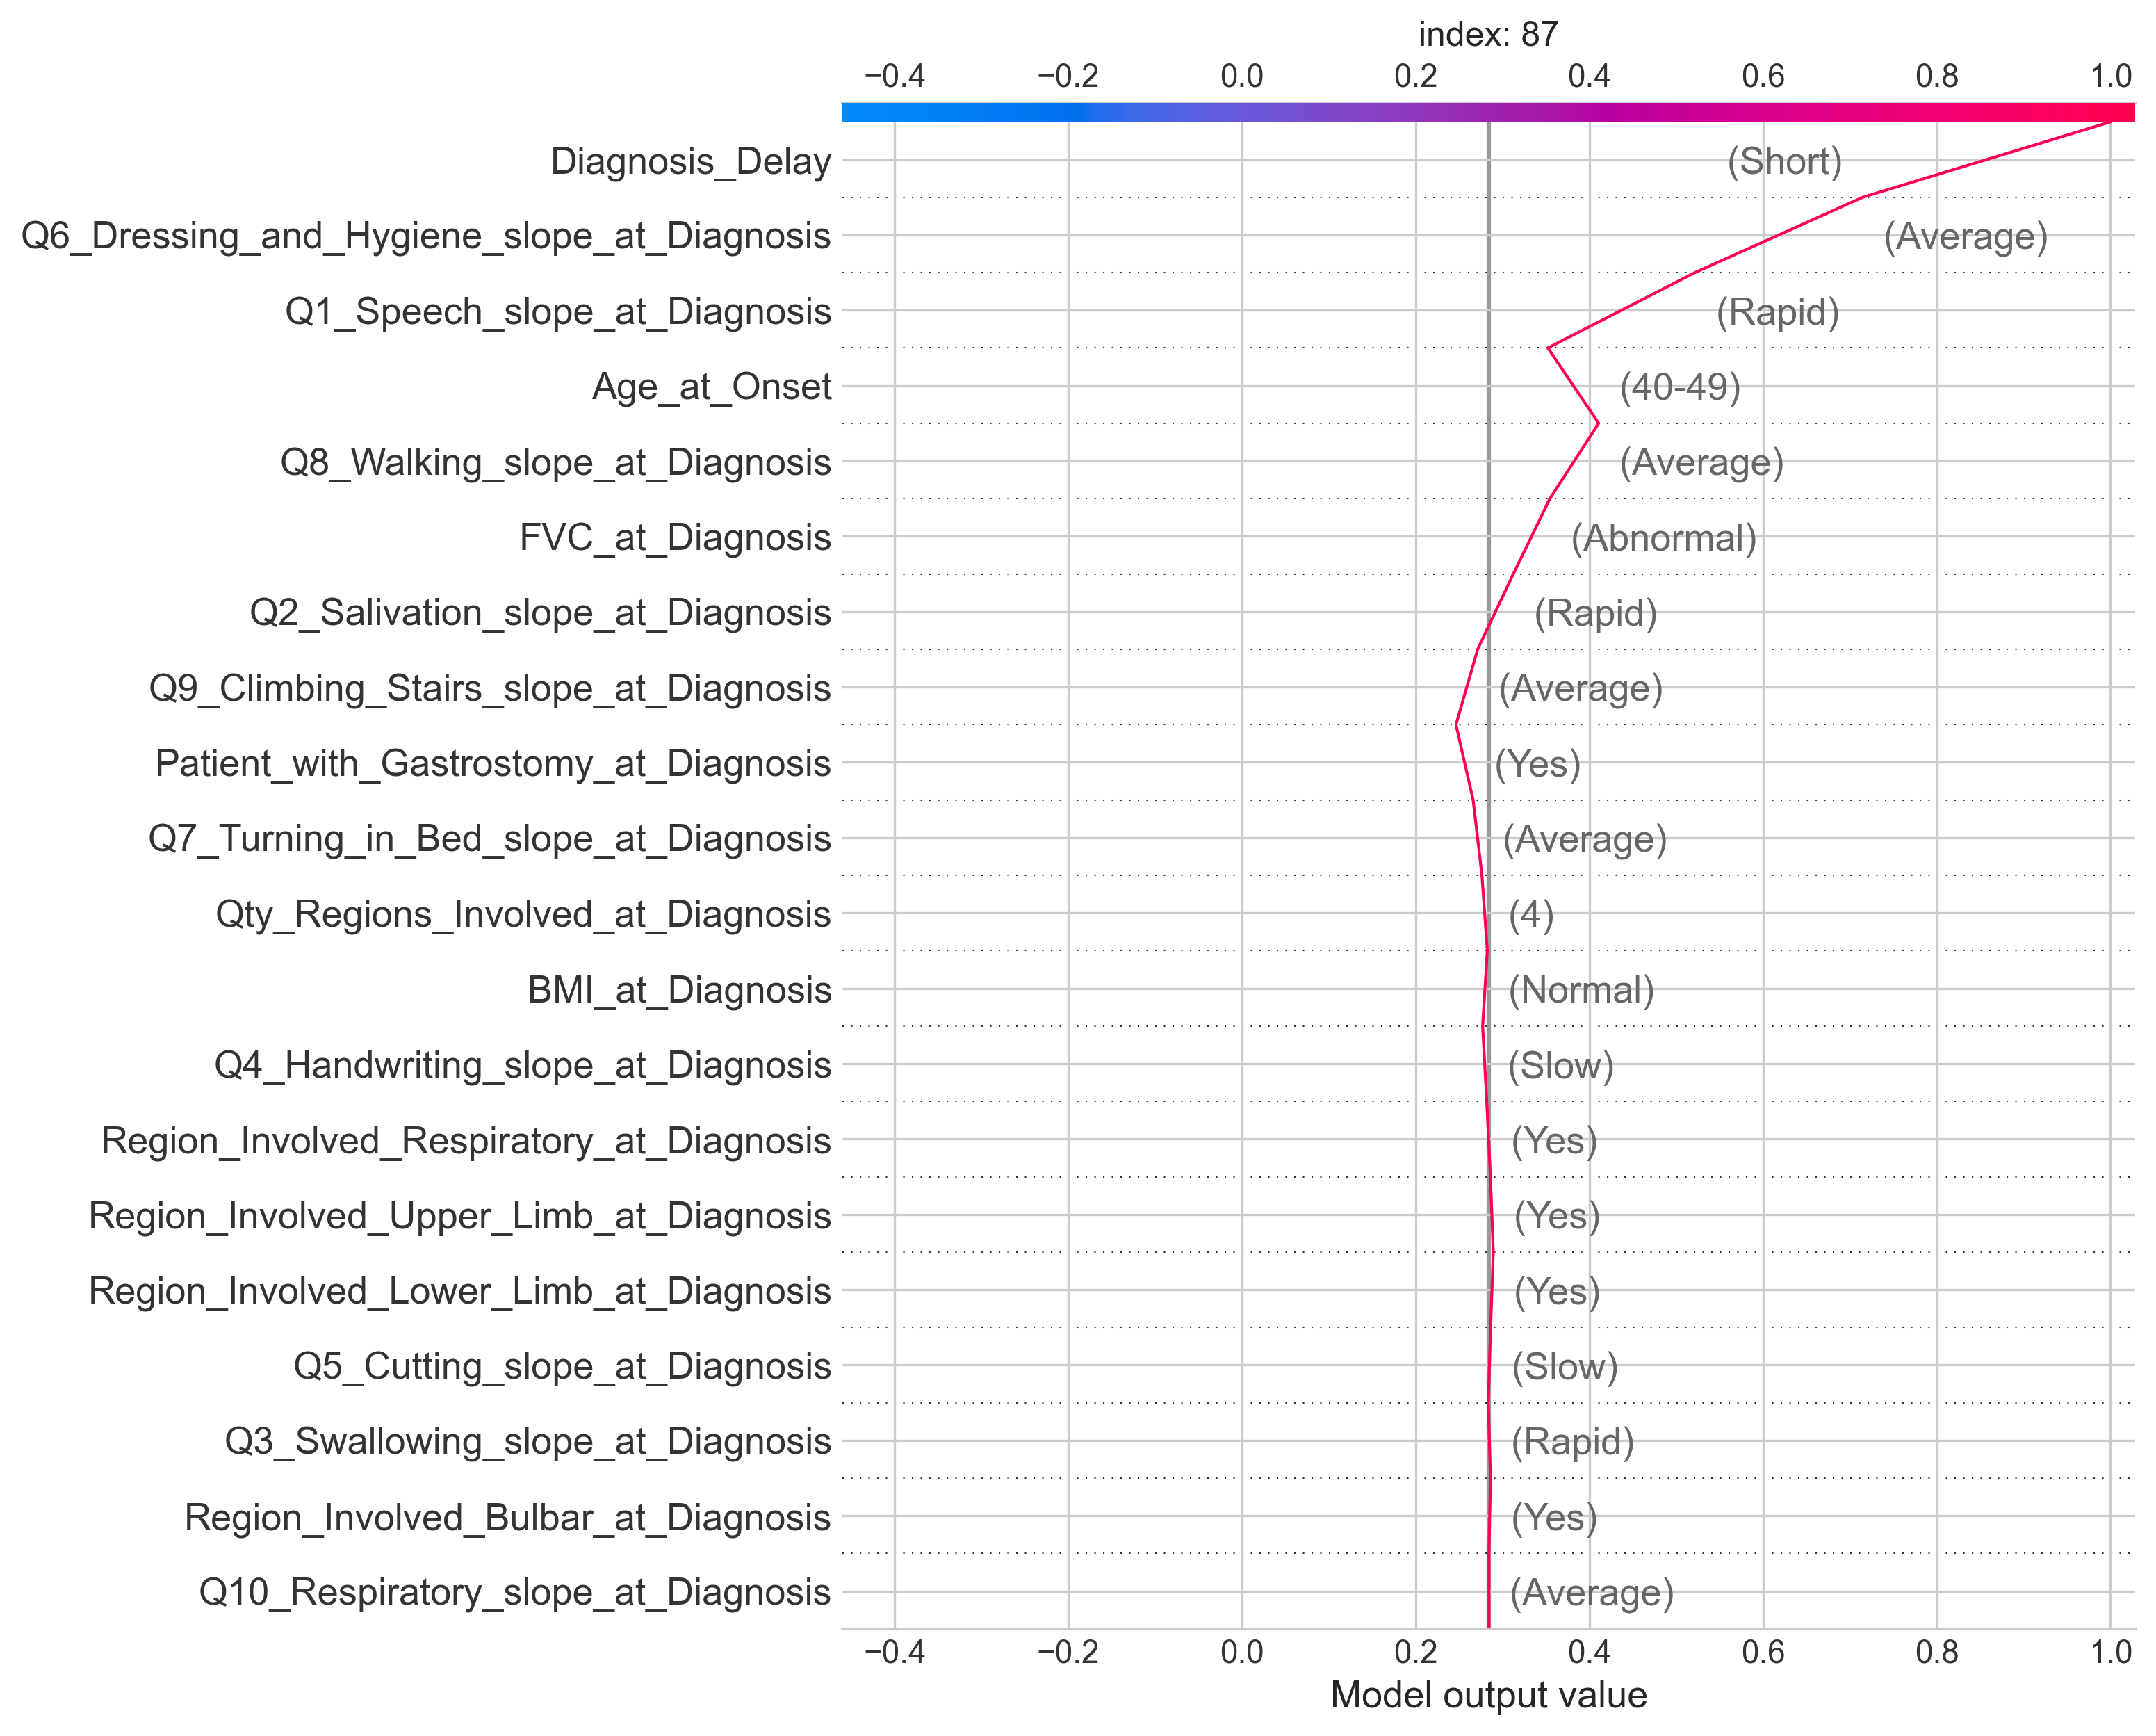 index: 87
−0.4 −0.2 0.0 0.2 0.4 0.6 0.8 1.0
Diagnosis_Delay (Short)
Q6_Dressing_and_Hygiene_slope_at_Diagnosis (Average)
Q1_Speech_slope_at_Diagnosis (Rapid)
Age_at_Onset (40-49)
Q8_Walking_slope_at_Diagnosis (Average)
FVC_at_Diagnosis (Abnormal)
Q2_Salivation_slope_at_Diagnosis (Rapid)
Q9_Climbing_Stairs_slope_at_Diagnosis (Average)
Patient_with_Gastrostomy_at_Diagnosis (Yes)
Q7_Turning_in_Bed_slope_at_Diagnosis (Average)
Qty_Regions_Involved_at_Diagnosis (4)
BMI_at_Diagnosis (Normal)
Q4_Handwriting_slope_at_Diagnosis (Slow)
Region_Involved_Respiratory_at_Diagnosis (Yes)
Region_Involved_Upper_Limb_at_Diagnosis (Yes)
Region_Involved_Lower_Limb_at_Diagnosis (Yes)
Q5_Cutting_slope_at_Diagnosis (Slow)
Q3_Swallowing_slope_at_Diagnosis (Rapid)
Region_Involved_Bulbar_at_Diagnosis (Yes)
Q10_Respiratory_slope_at_Diagnosis (Average)
−0.4 −0.2 0.0 0.2 0.4 0.6 0.8 1.0
Model output value